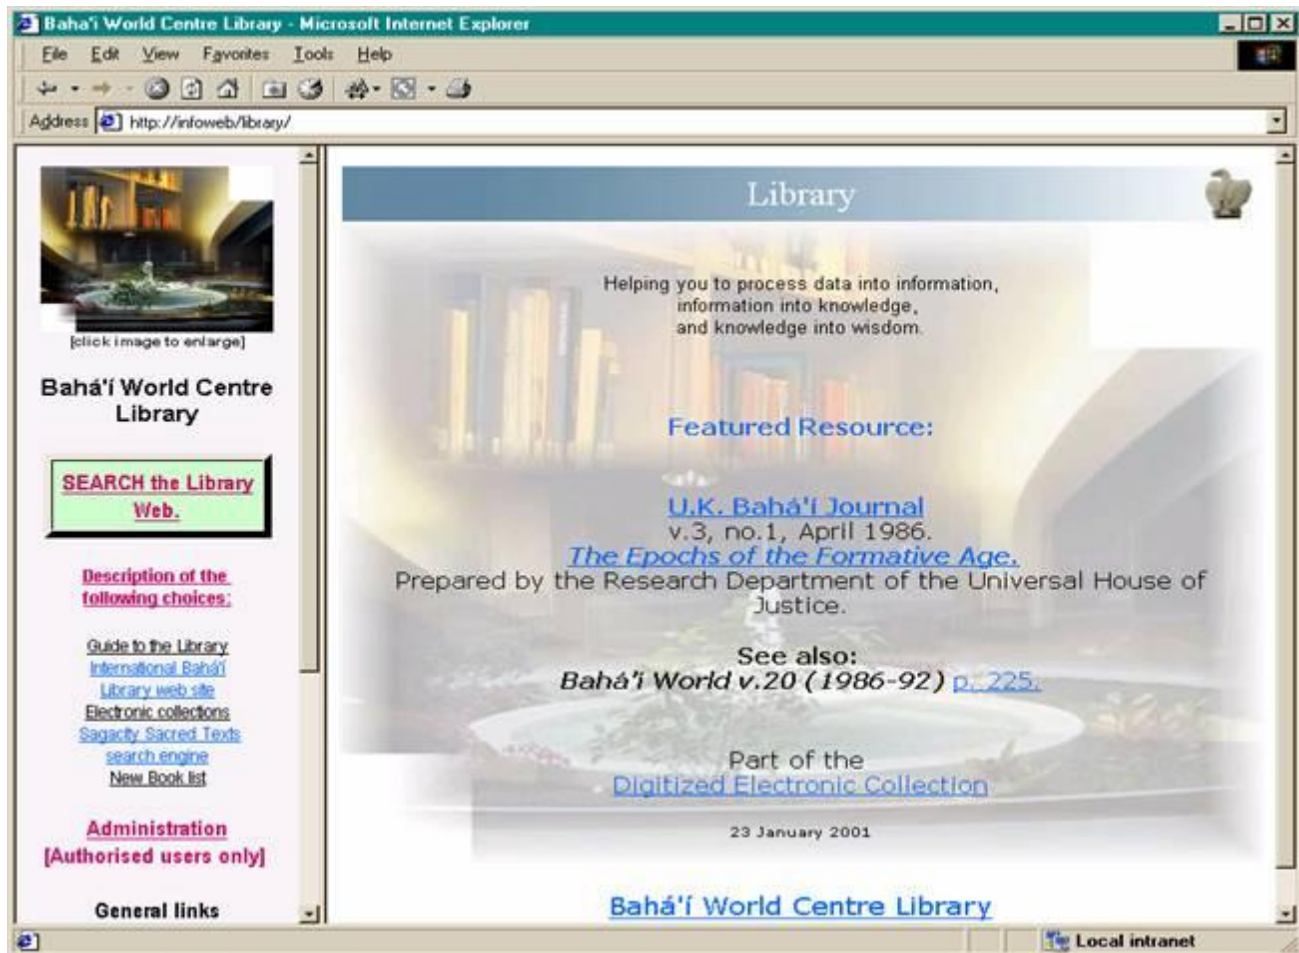 Baha'i World Centre Library - Microsoft Internet Explorer
File Edit View Favorites Tools Help
Address http://infoweb/library/
[click image to enlarge]
Bahá'í World Centre
Library
SEARCH the Library
Web.
Description of the
following choices:
Guide to the Library
International Bahá'í
Library web site
Electronic collections
Sagacity Sacred Texts
search engine
New Book list
Administration
[Authorised users only]
General links
Library
Helping you to process data into information,
information into knowledge,
and knowledge into wisdom.
Featured Resource:
U.K. Bahá'í Journal
v.3, no.1, April 1986.
The Epochs of the Formative Age.
Prepared by the Research Department of the Universal House of
Justice.
See also:
Bahá'í World v.20 (1986-92) p. 225.
Part of the
Digitized Electronic Collection
23 January 2001
Bahá'í World Centre Library
Local intranet